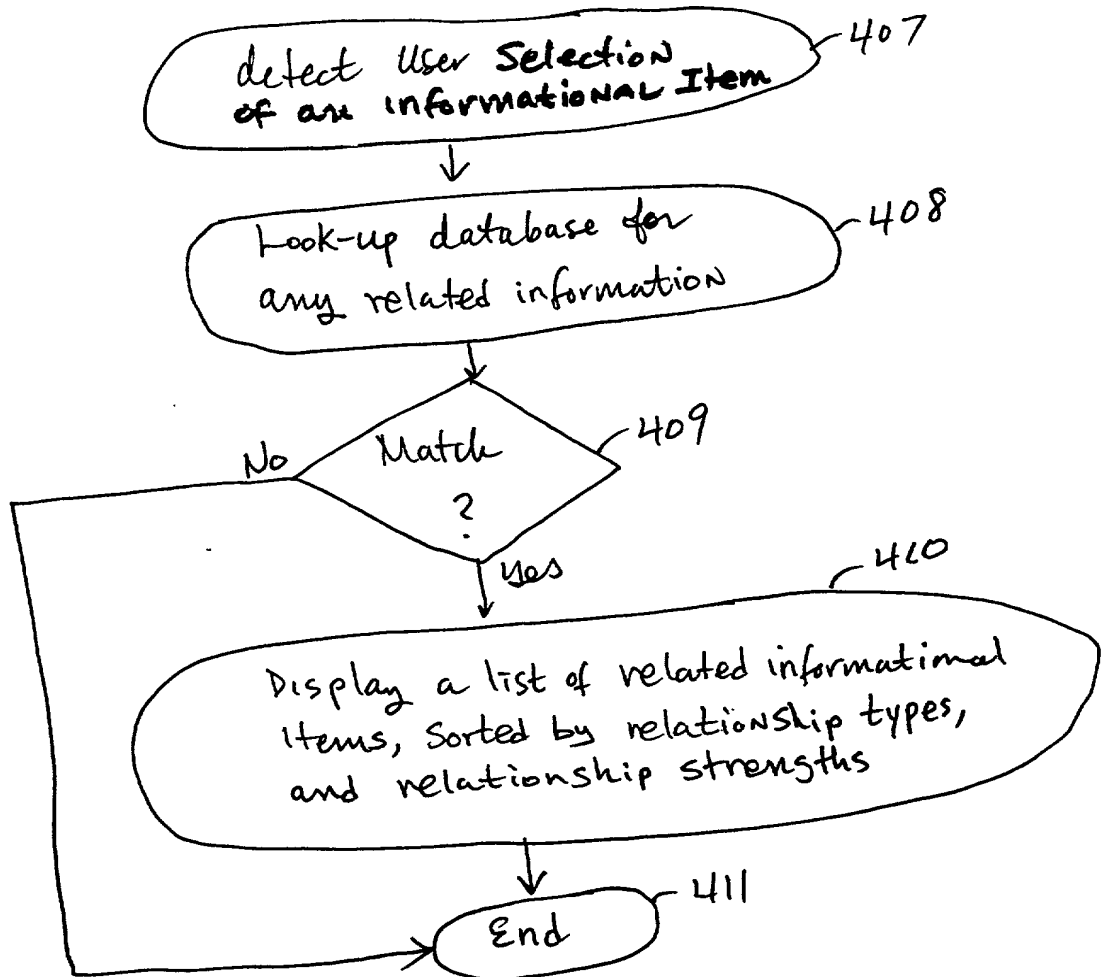 detect User Selection
of an informational Item
407
Look-up database for
any related information
408
Match
?
409
No
Yes
410
Display a list of related informational
Items, Sorted by relationship types,
and relationship strengths
End
411